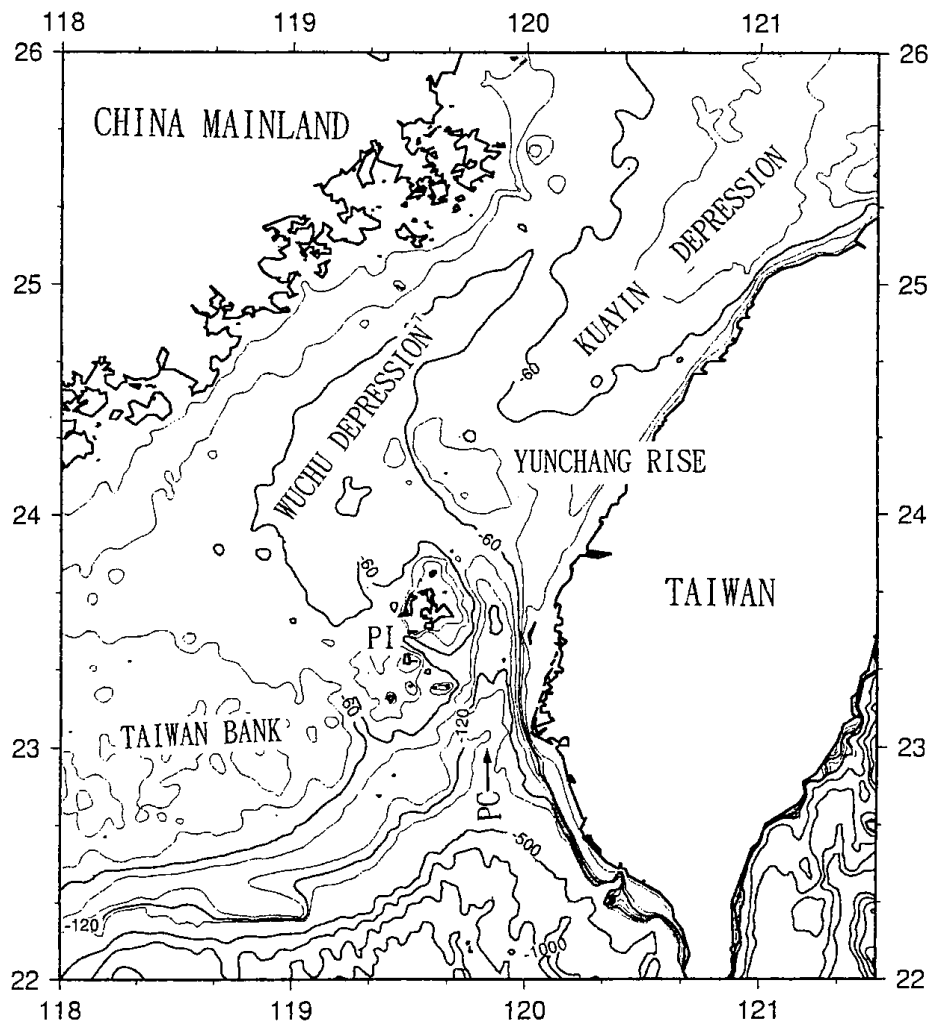 118 119 120 121
26 26
CHINA MAINLAND
KUAYIN DEPRESSION
25 25
-60
WUCHU DEPRESSION
YUNCHANG RISE
24 24
-60
-60
TAIWAN
PI
-60
-120
TAIWAN BANK
23 23
PC
-500
-120
-1000
22 22
118 119 120 121